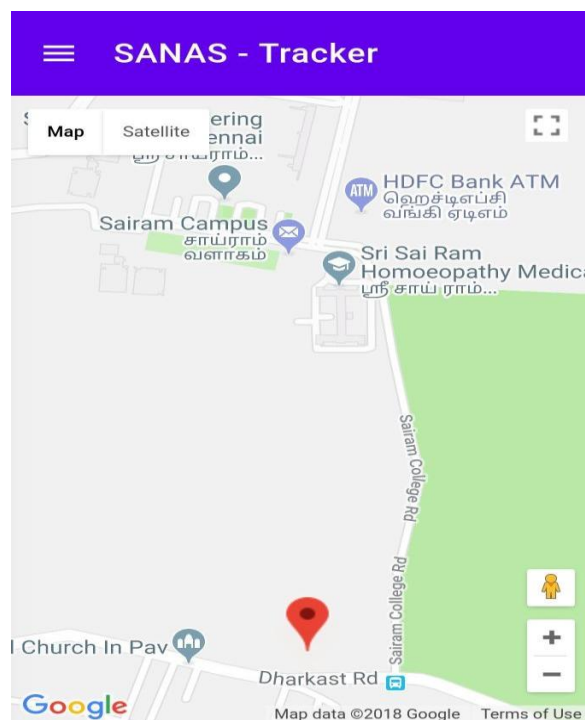 SANAS - Tracker
Map Satellite
ering
ennai
ஸ்ரீ சாய்ராம்...
HDFC Bank ATM
ஹெச்டிஎப்சி
வங்கி ஏடிஎம்
ATM
Sairam Campus
சாய்ராம்
வளாகம்
Sri Sai Ram
Homoeopathy Medica
ஸ்ரீ சாய் ராம்...
Sairam College Rd
Sairam College Rd
l Church In Pav
Dharkast Rd
Google
Map data ©2018 Google Terms of Use